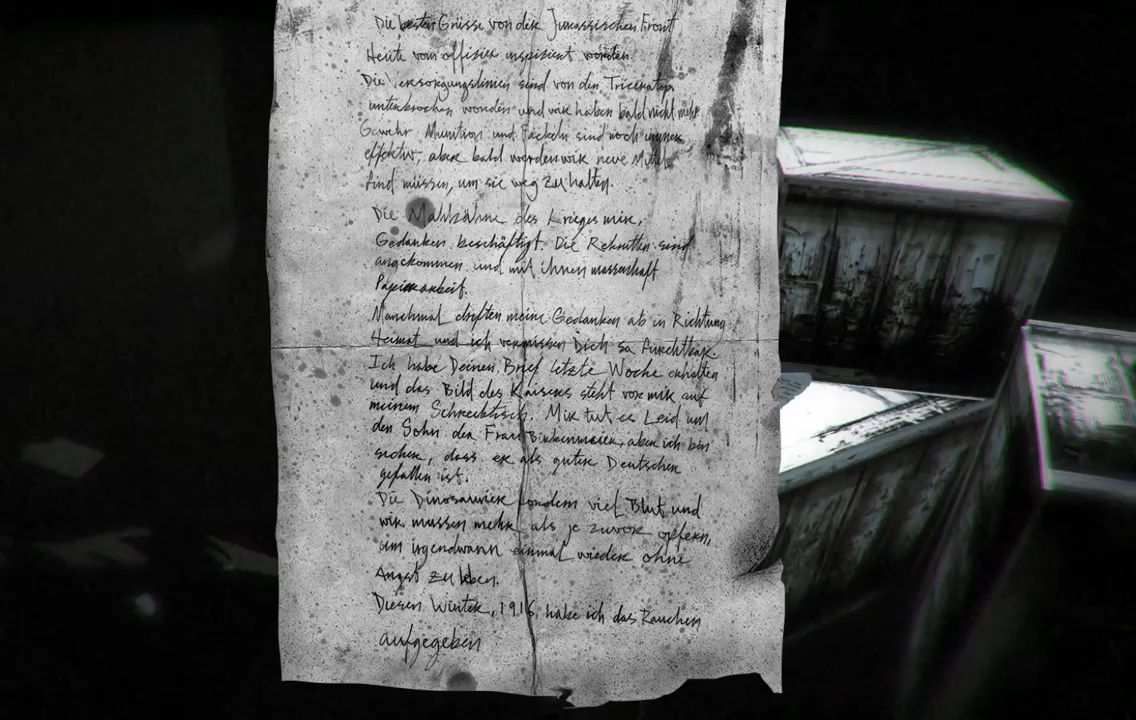 Die besten Grüsse von der Jurassischen Front
Heute vom offizier inspiziert worden.
Die Versorgungslinien sind von den Triceratops
unterbrochen worden und wir haben bald nicht mehr.
Gewehr Munition und Fackeln sind noch immer
effektiv, aber bald werden wir neue Mittel
find müssen, um sie weg zu halten.
Die Mahlzähne des Krieges mir,
Gedanken beschäftigt. Die Rekruten sind
angekommen und mit ihnen massenhaft
Papierarbeit.
Manchmal driften meine Gedanken ab in Richtung
Heimat und ich vermissen Dich so furchtbar.
Ich habe Deinen Brief letzte Woche erhalten
und das Bild des Kaisers steht vor mir auf
meinem Schreibtisch. Mir tut es Leid um
den Sohn der Frau Birkenmeier, aber ich bin
sicher, dass er als guter Deutscher
gefallen ist.
Die Dinosaurier fordern viel Blut und
wir müssen mehr als je zuvor opfern,
um irgendwann einmal wieder ohne
Angst zu leben.
Diesen Winter, 1916, habe ich das Rauchen
aufgegeben